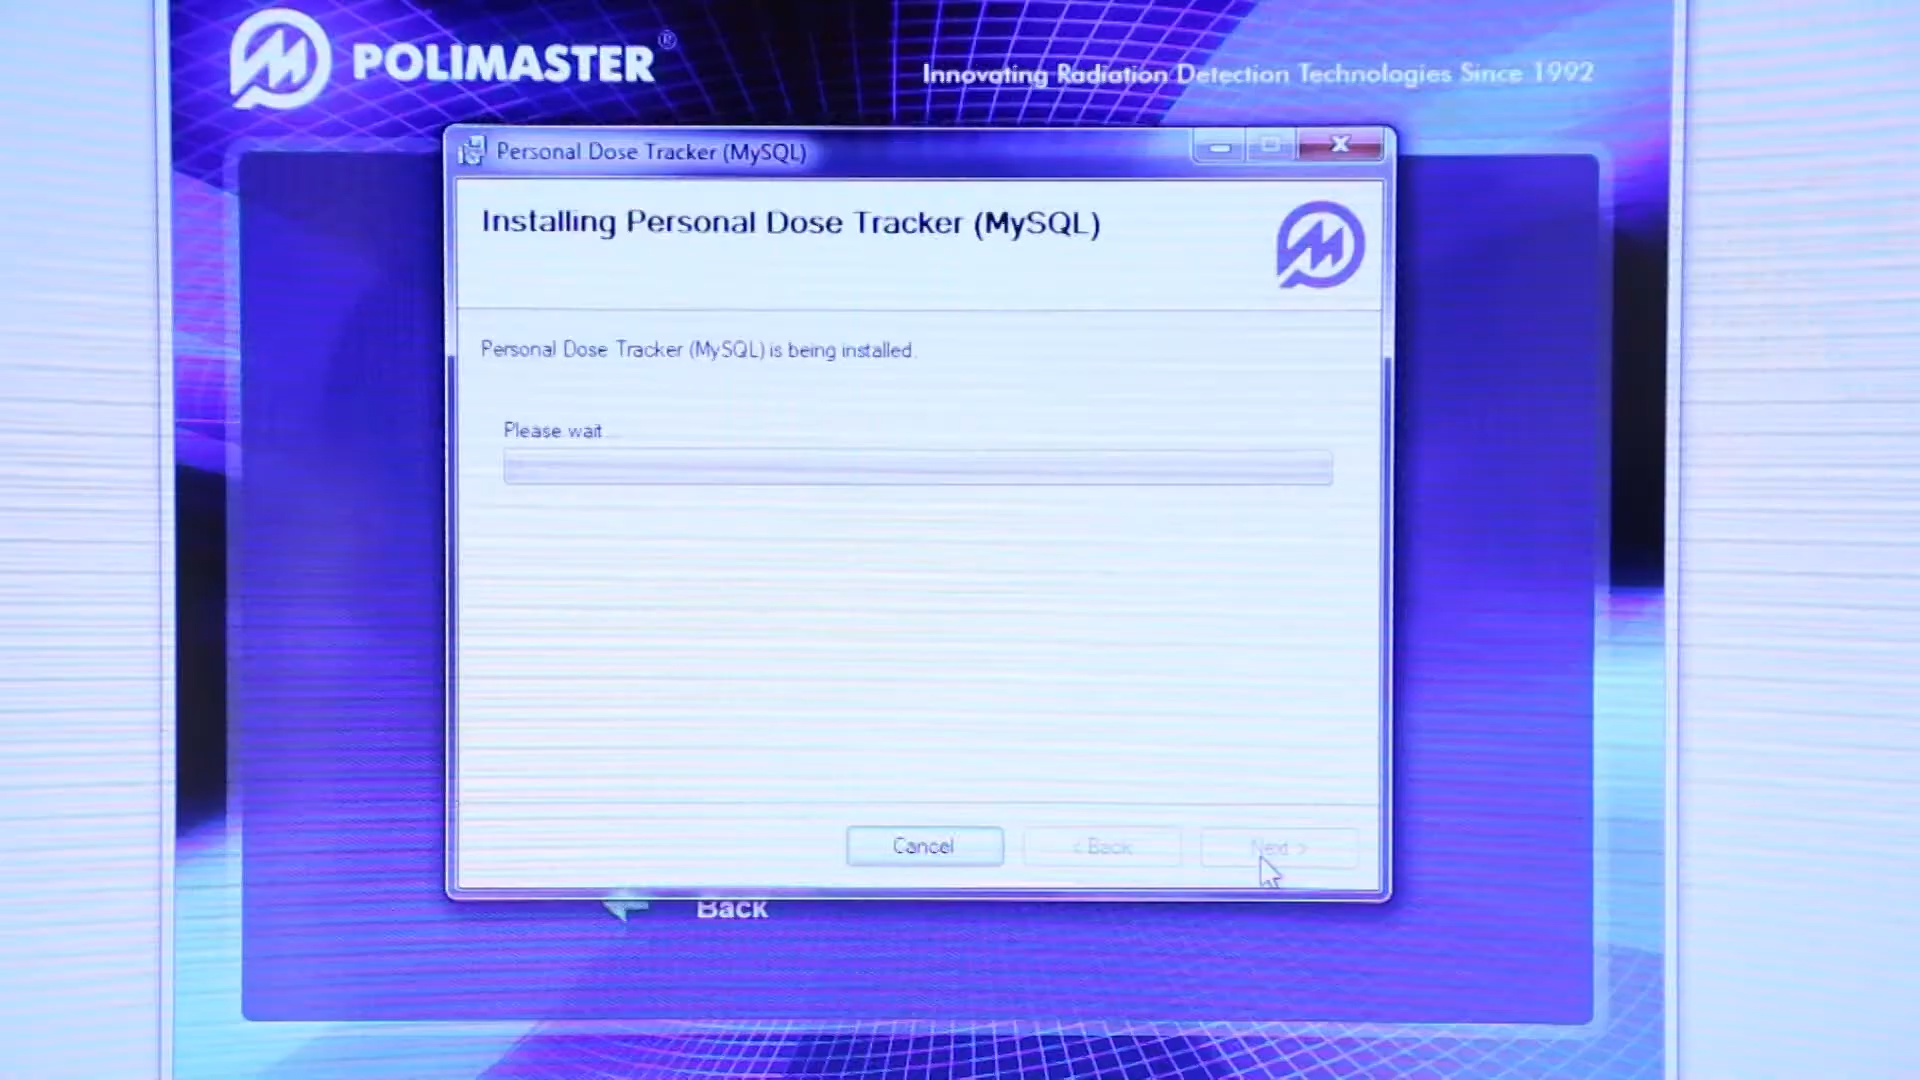 POLIMASTER®
Innovating Radiation Detection Technologies Since 1992
Personal Dose Tracker (MySQL)
Installing Personal Dose Tracker (MySQL)
Personal Dose Tracker (MySQL) is being installed.
Please wait...
Cancel
< Back
Next >
Back